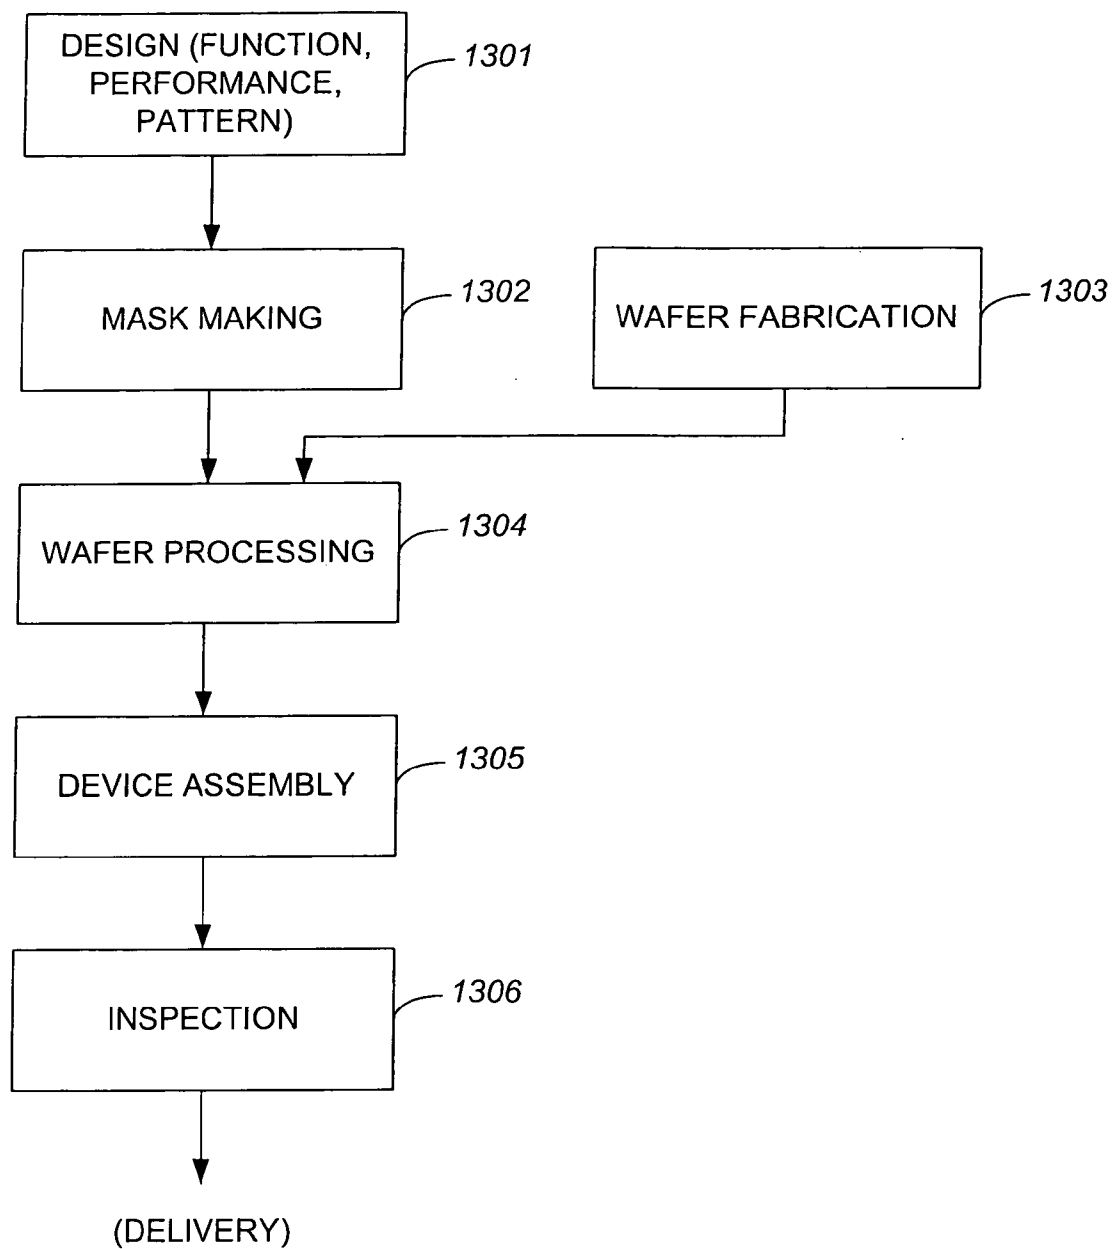 DESIGN (FUNCTION,
PERFORMANCE,
PATTERN)
1301
MASK MAKING
1302
WAFER FABRICATION
1303
WAFER PROCESSING
1304
DEVICE ASSEMBLY
1305
INSPECTION
1306
(DELIVERY)